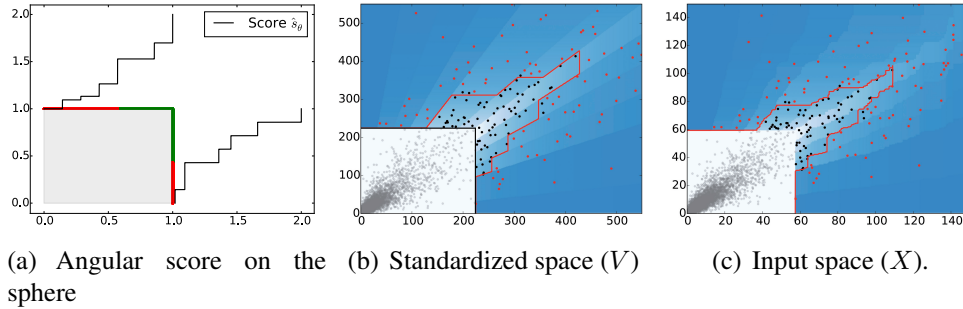 2.0
1.5
1.0
0.5
0.0
0.0 0.5 1.0 1.5 2.0
Score ŝ_θ
500
400
300
200
100
0
0 100 200 300 400 500
140
120
100
80
60
40
20
0
0 20 40 60 80 100 120 140
(a) Angular score on the sphere
(b) Standardized space (V)
(c) Input space (X).